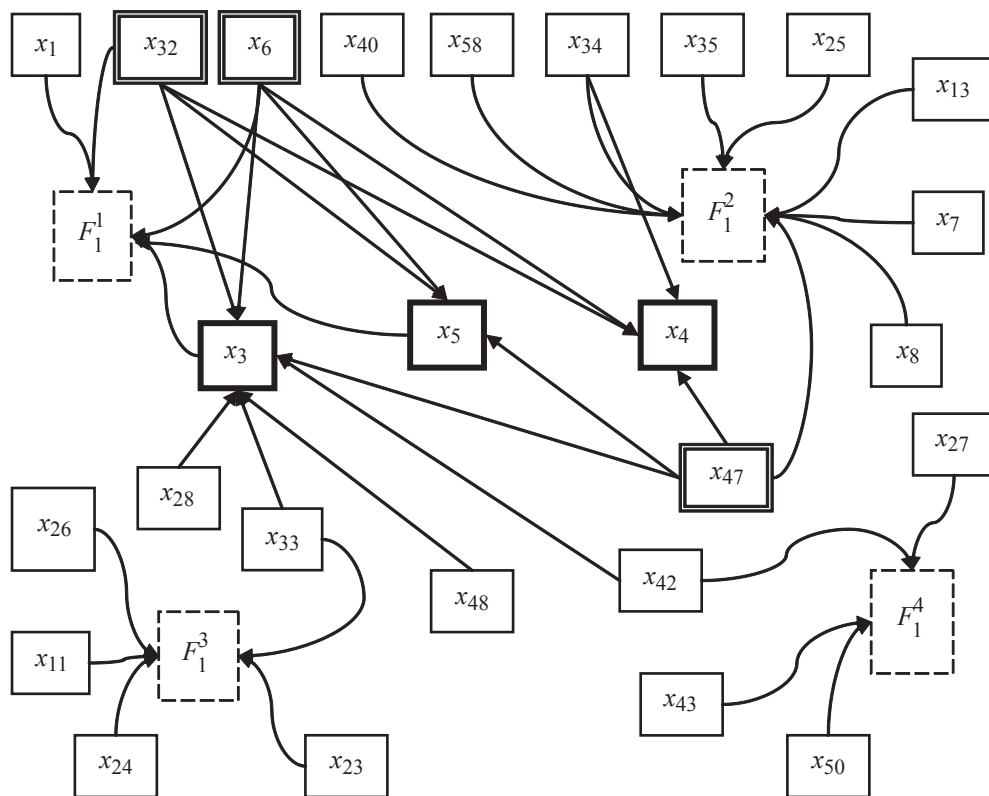 x₁ x₃₂ x₆ x₄₀ x₅₈ x₃₄ x₃₅ x₂₅
x₁₃
F₁¹ F₁² x₇
x₃ x₅ x₄ x₈
x₂₇
x₂₈ x₄₇
x₂₆ x₃₃
x₄₈ x₄₂
x₁₁ F₁³ F₁⁴
x₄₃
x₂₄ x₂₃ x₅₀